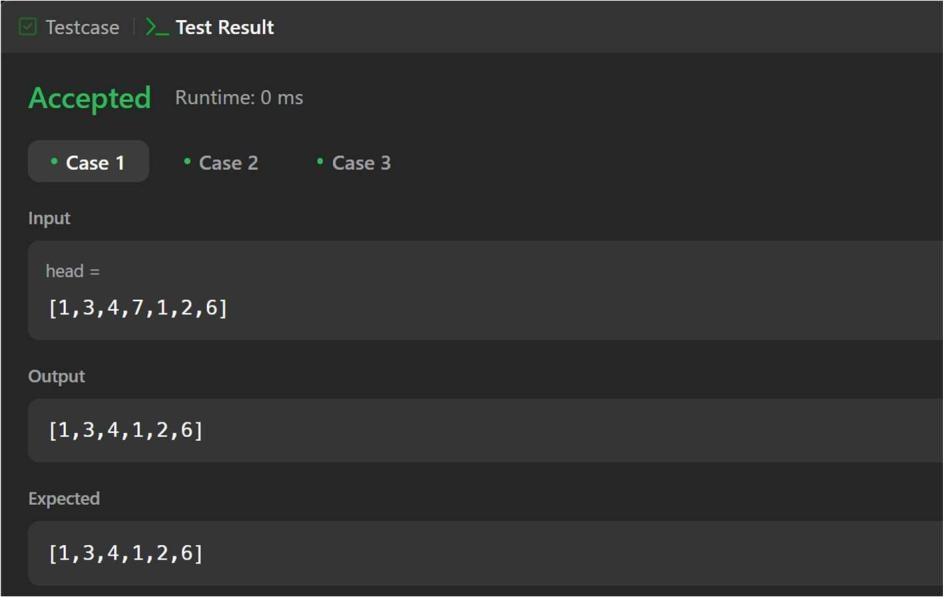 Testcase Test Result
Accepted Runtime: 0 ms
Case 1 Case 2 Case 3
Input
head =
[1,3,4,7,1,2,6]
Output
[1,3,4,1,2,6]
Expected
[1,3,4,1,2,6]